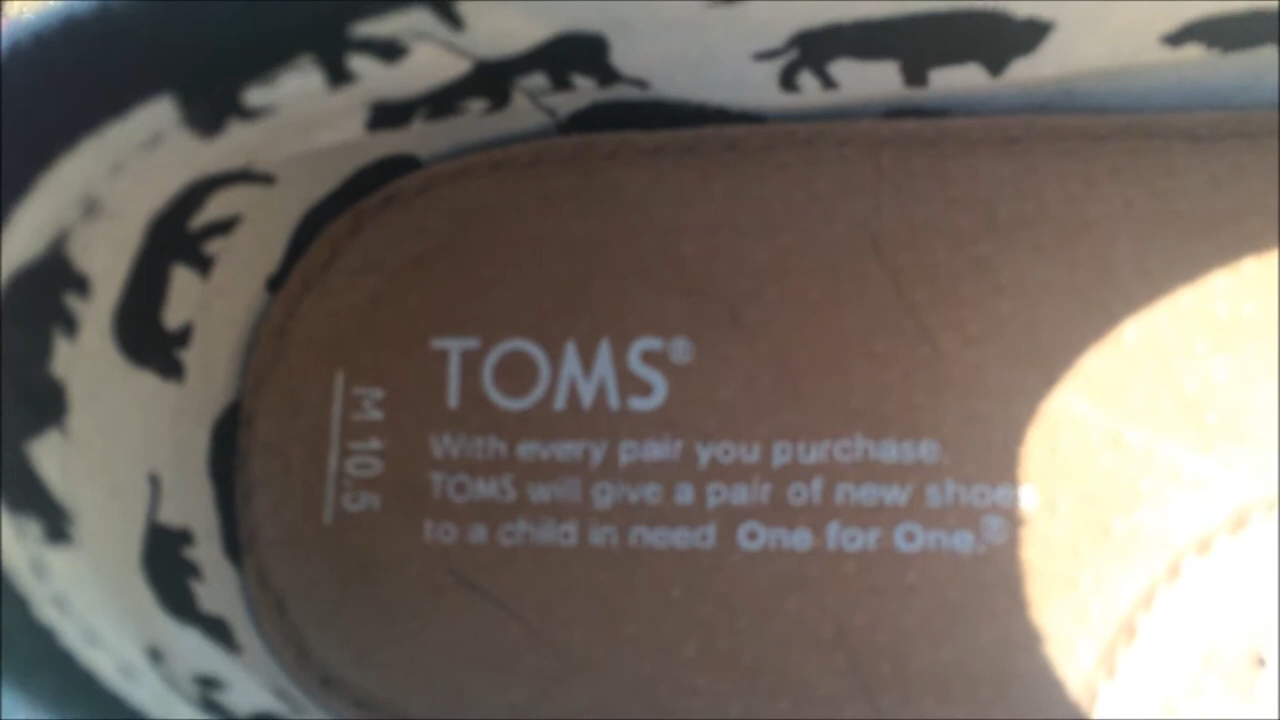 TOMS®
With every pair you purchase,
TOMS will give a pair of new shoes
to a child in need One for One.®
M 10.5